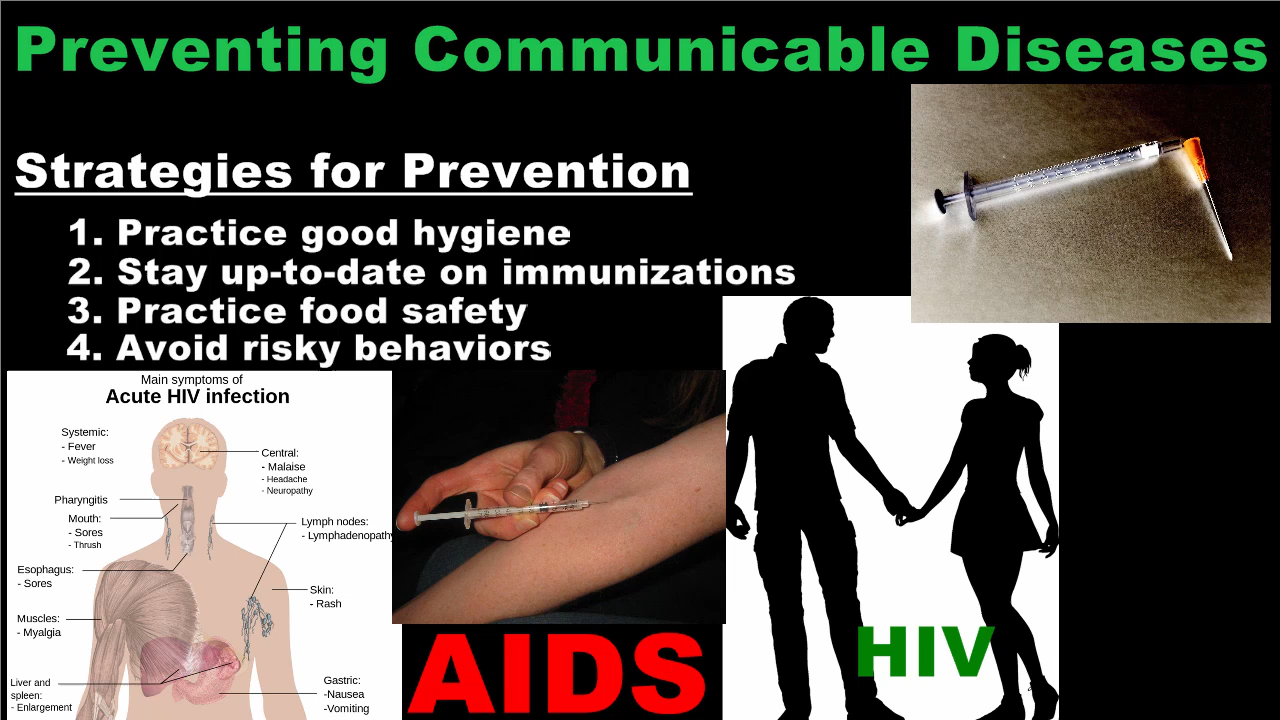 Preventing Communicable Diseases
Strategies for Prevention
1. Practice good hygiene
2. Stay up-to-date on immunizations
3. Practice food safety
4. Avoid risky behaviors
Main symptoms of
Acute HIV infection
Systemic:
- Fever
- Weight loss
Central:
- Malaise
- Headache
- Neuropathy
Pharyngitis
Mouth:
- Sores
- Thrush
Lymph nodes:
- Lymphadenopathy
Esophagus:
- Sores
Skin:
- Rash
Muscles:
- Myalgia
Liver and
spleen:
- Enlargement
Gastric:
-Nausea
-Vomiting
AIDS
HIV